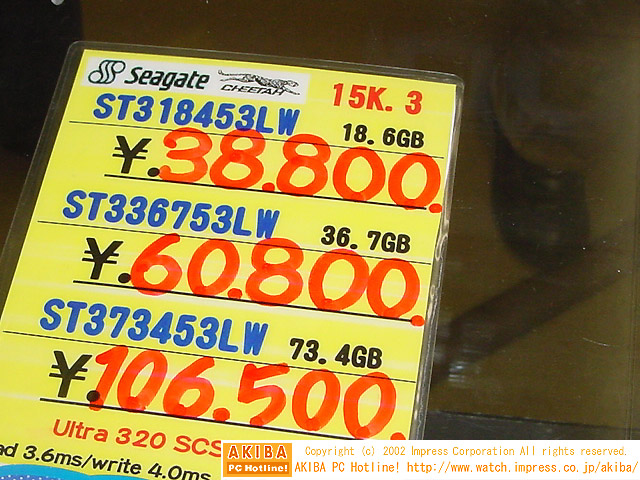 Seagate CHEETAH 15K.3
ST318453LW 18.6GB
¥.38.800.
ST336753LW 36.7GB
¥.60.800.
ST373453LW 73.4GB
¥.106.500.
Ultra 320 SCS
ad 3.6ms/write 4.0ms
AKIBA PC Hotline!
Copyright (c) 2002 Impress Corporation All rights reserved.
AKIBA PC Hotline! http://www.watch.impress.co.jp/akiba/